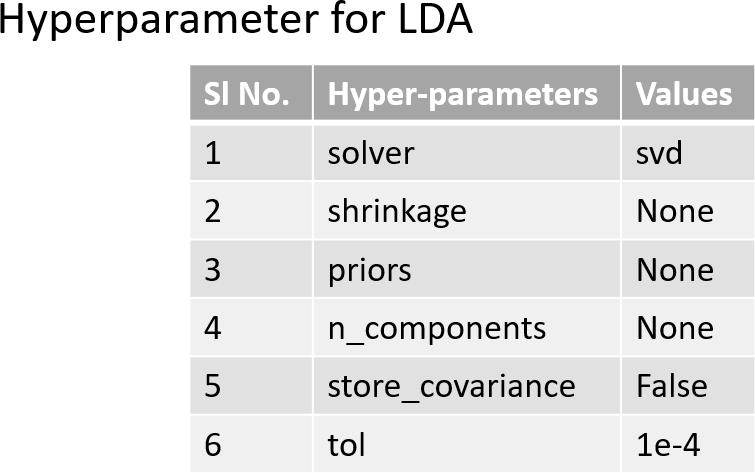 Hyperparameter for LDA
Sl No. Hyper-parameters Values
1 solver svd
2 shrinkage None
3 priors None
4 n_components None
5 store_covariance False
6 tol 1e-4